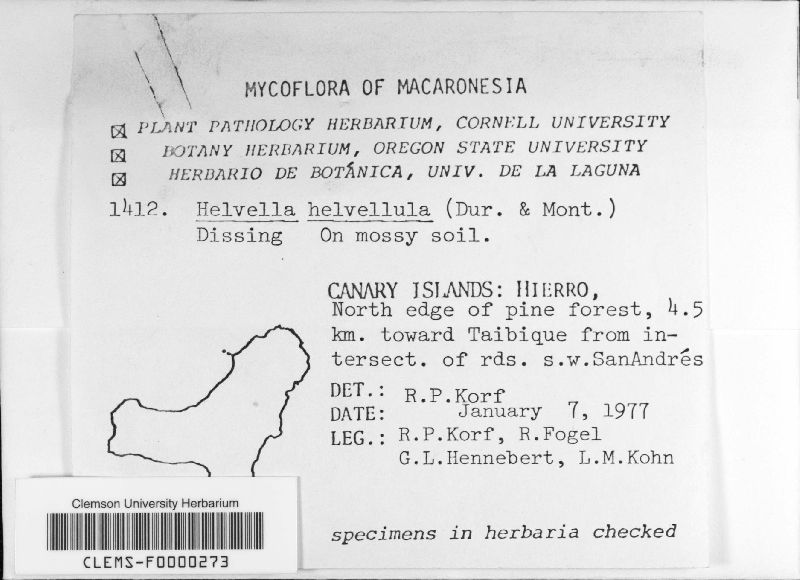 MYCOFLORA OF MACARONESIA
☒ PLANT PATHOLOGY HERBARIUM, CORNELL UNIVERSITY
☒ BOTANY HERBARIUM, OREGON STATE UNIVERSITY
☒ HERBARIO DE BOTÁNICA, UNIV. DE LA LAGUNA
1412. Helvella helvellula (Dur. & Mont.)
Dissing On mossy soil.
CANARY ISLANDS: HIERRO,
North edge of pine forest, 4.5
km. toward Taibique from in-
tersect. of rds. s.w.SanAndrés
DET.: R.P.Korf
DATE: January 7, 1977
LEG.: R.P.Korf, R.Fogel
G.L.Hennebert, L.M.Kohn
specimens in herbaria checked
Clemson University Herbarium
CLEMS-F0000273